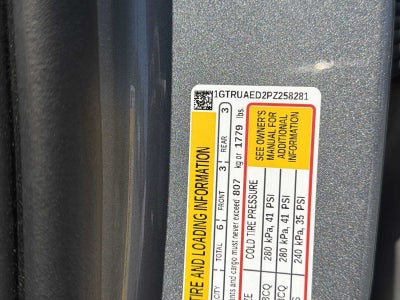 1GTRUAED2PZ258281
TIRE AND LOADING INFORMATION
TOTAL 6 FRONT 3 REAR 3
and cargo must never exceed 807 kg or 1779 lbs.
SEE OWNER'S
MANUAL FOR
ADDITIONAL
INFORMATION
COLD TIRE PRESSURE
280 kPa, 41 PSI
280 kPa, 41 PSI
240 kPa, 35 PSI